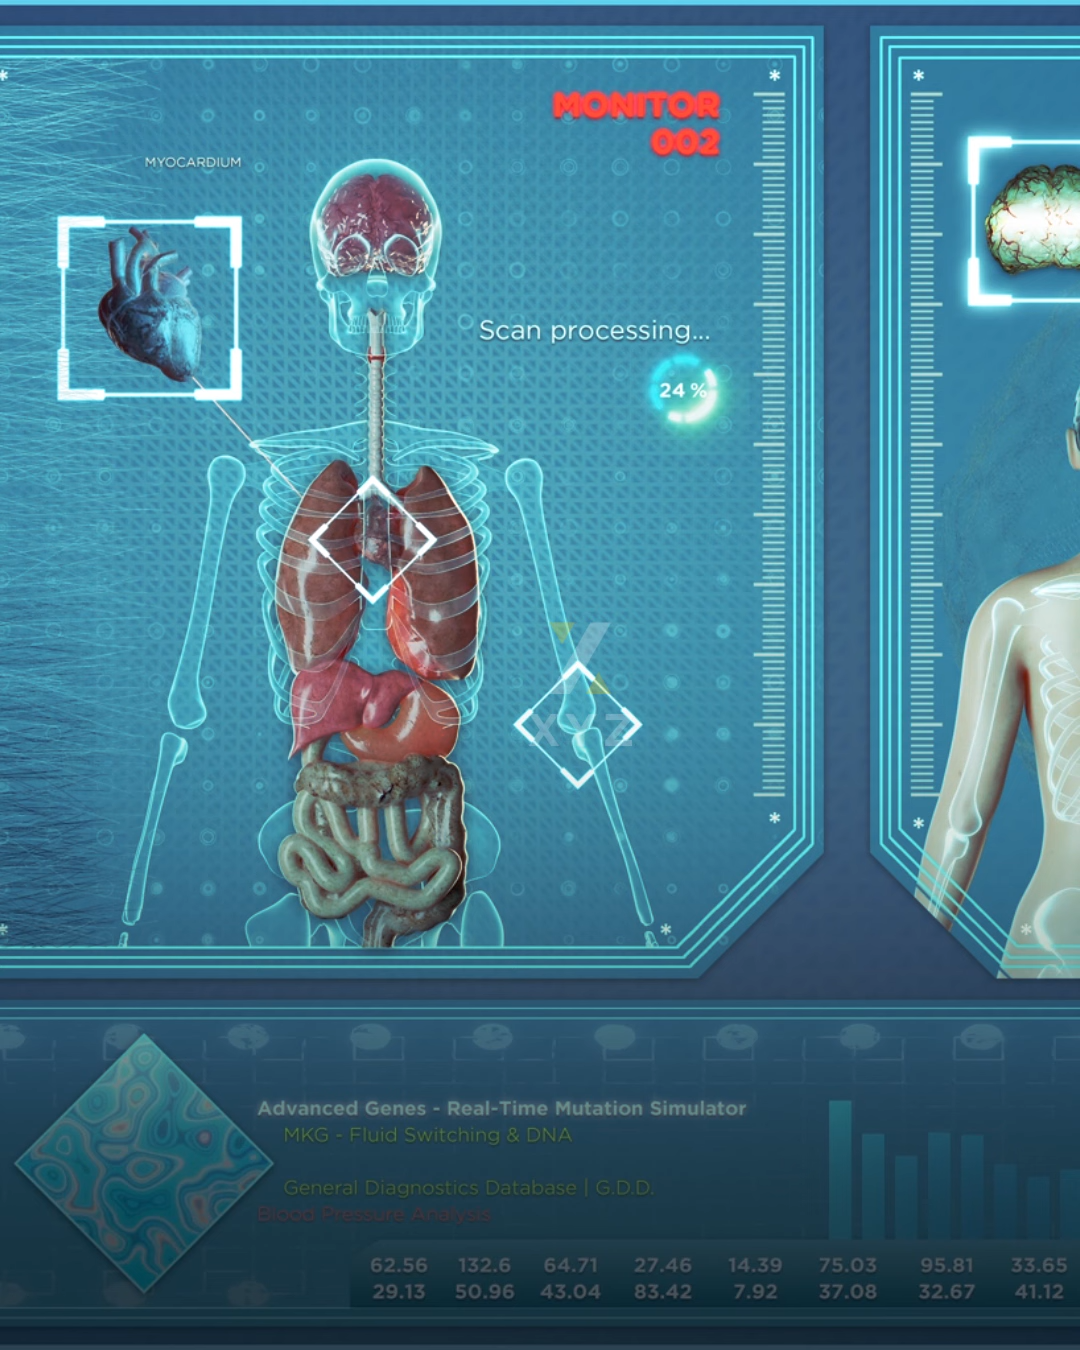 MONITOR
002
MYOCARDIUM
Scan processing...
24 %
XYZ
Advanced Genes - Real-Time Mutation Simulator
MKG - Fluid Switching & DNA
General Diagnostics Database | G.D.D.
Blood Pressure Analysis
62.56 132.6 64.71 27.46 14.39 75.03 95.81 33.65
29.13 50.96 43.04 83.42 7.92 37.08 32.67 41.12